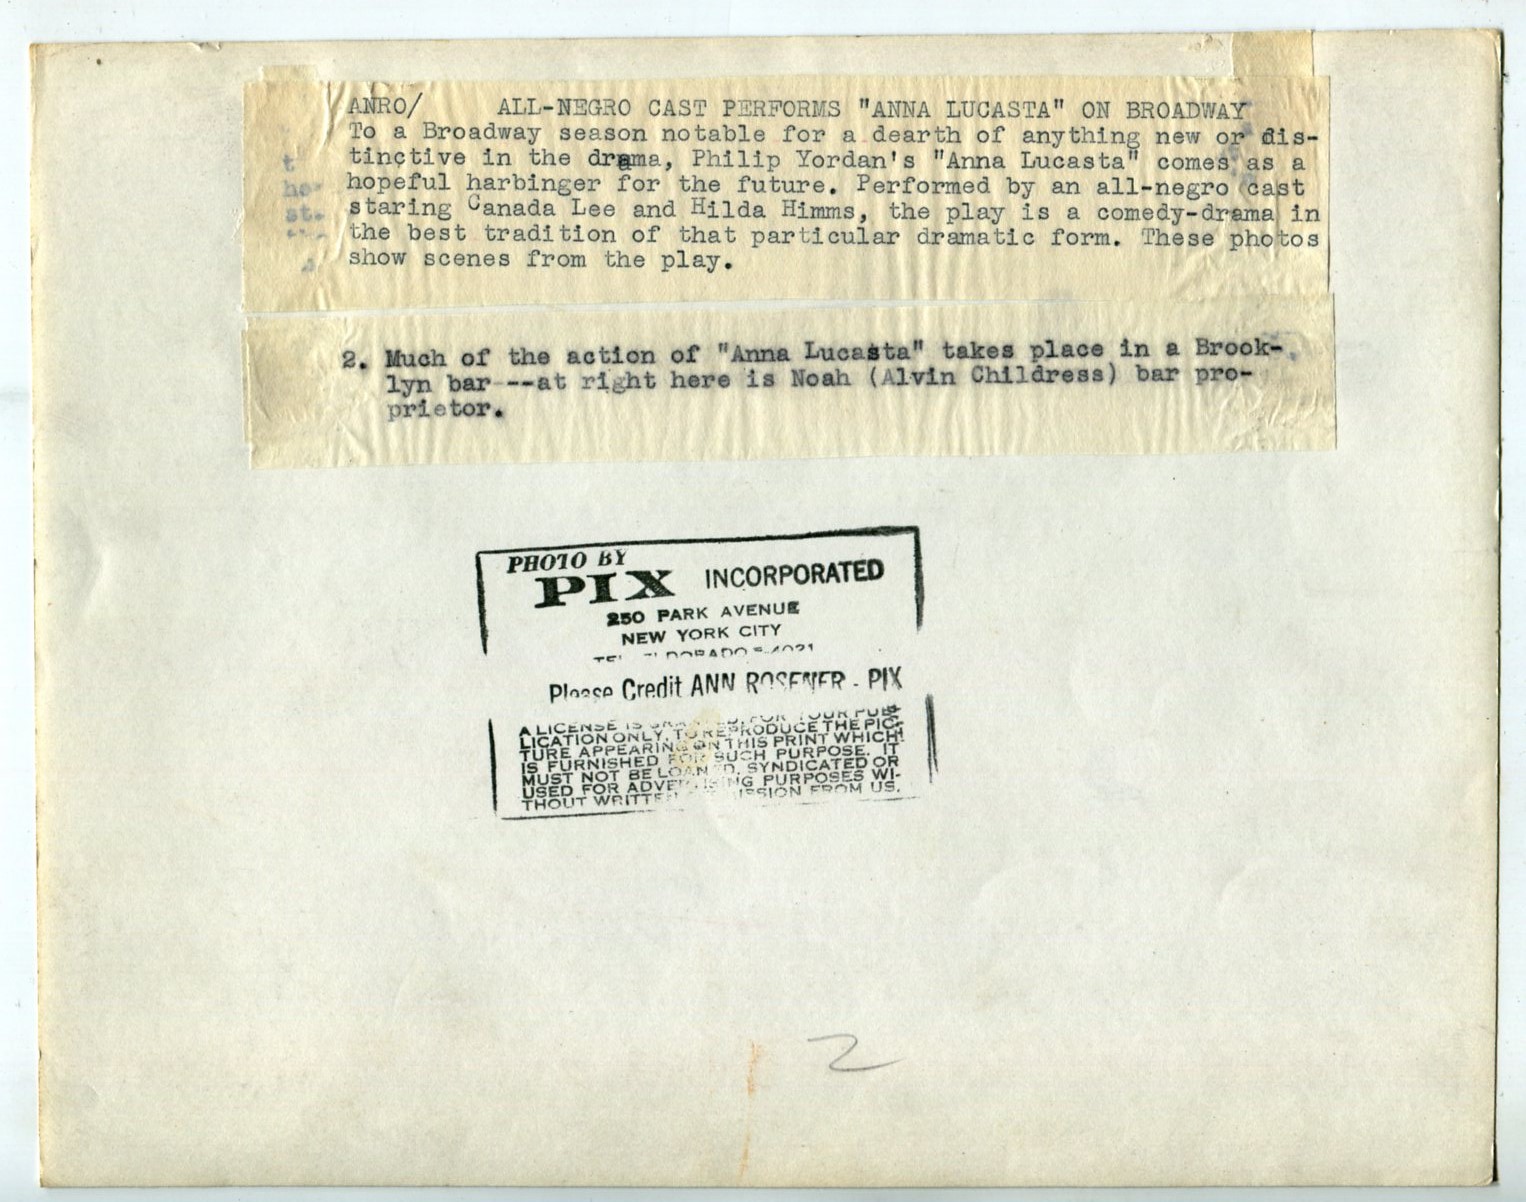 ANRO/ ALL-NEGRO CAST PERFORMS "ANNA LUCASTA" ON BROADWAY
To a Broadway season notable for a dearth of anything new or dis-
tinctive in the drama, Philip Yordan's "Anna Lucasta" comes as a
hopeful harbinger for the future. Performed by an all-negro cast
staring Canada Lee and Hilda Himms, the play is a comedy-drama in
the best tradition of that particular dramatic form. These photos
show scenes from the play.
2. Much of the action of "Anna Lucasta" takes place in a Brook-
lyn bar --at right here is Noah (Alvin Childress) bar pro-
prietor.
PHOTO BY
PIX INCORPORATED
250 PARK AVENUE
NEW YORK CITY
Please Credit ANN ROSENER - PIX
A LICENSE IS GRANTED, FOR YOUR PUB-
LICATION ONLY, TO REPRODUCE THE PIC-
TURE APPEARING ON THIS PRINT WHICH
IS FURNISHED FOR SUCH PURPOSE. IT
MUST NOT BE LOANED, SYNDICATED OR
USED FOR ADVERTISING PURPOSES WI-
THOUT WRITTEN PERMISSION FROM US.
2